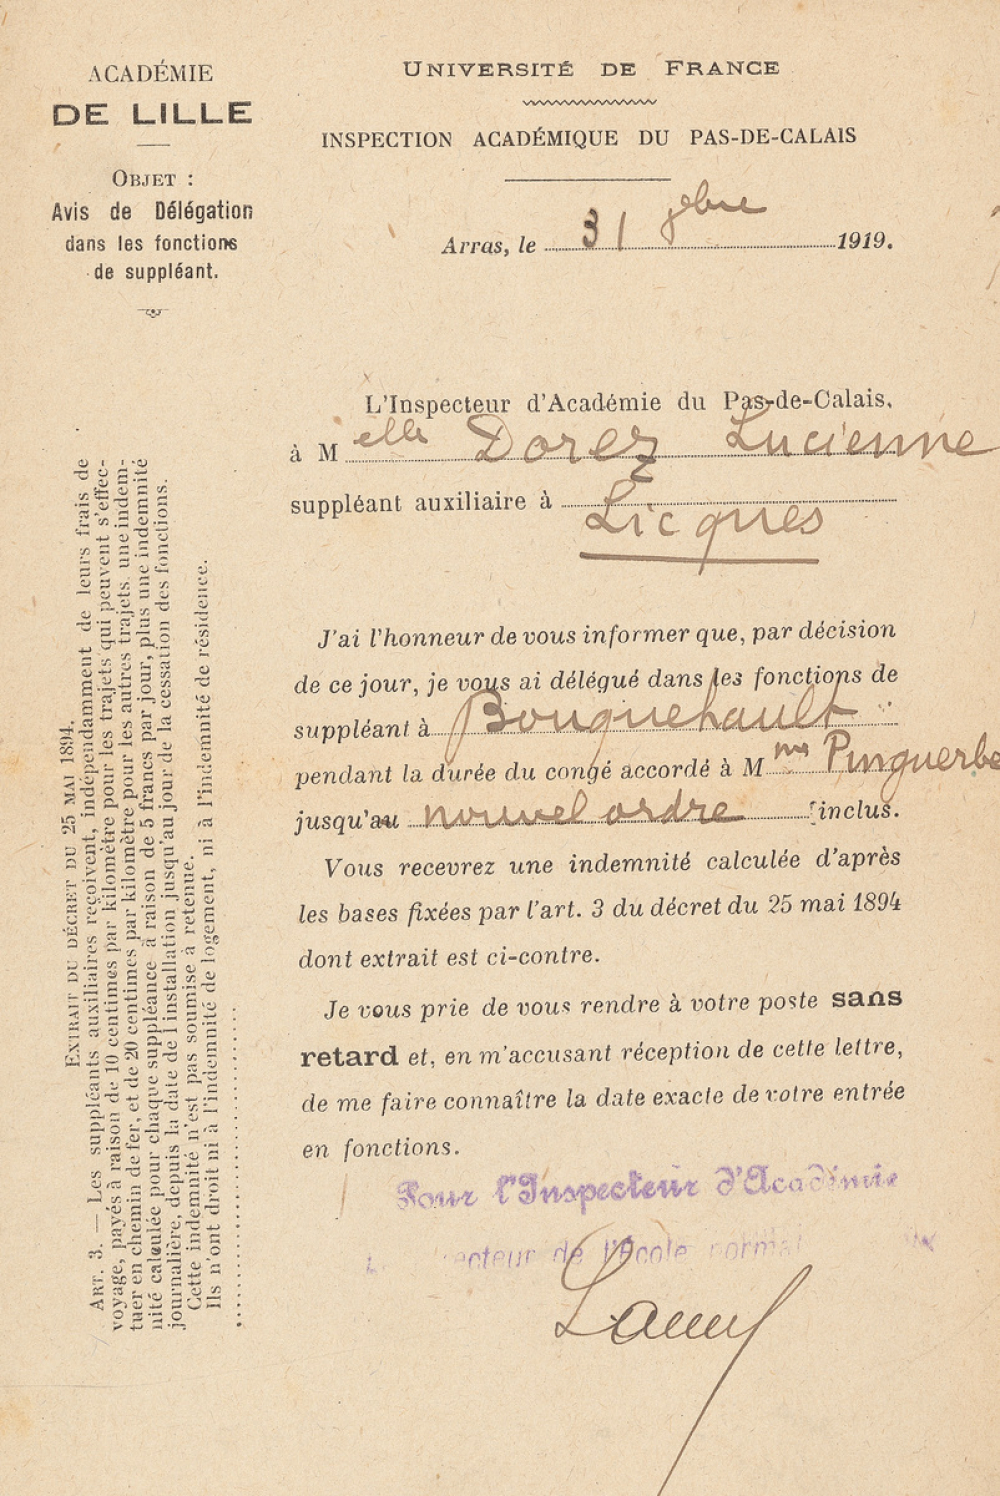 ACADÉMIE
DE LILLE
OBJET :
Avis de Délégation
dans les fonctions
de suppléant.
UNIVERSITÉ DE FRANCE
INSPECTION ACADÉMIQUE DU PAS-DE-CALAIS
Arras, le 31 1919.
L'Inspecteur d'Académie du Pas-de-Calais,
à Melle Dorez Lucienne
suppléant auxiliaire à Licques
J'ai l'honneur de vous informer que, par décision
de ce jour, je vous ai délégué dans les fonctions de
suppléant à Bouquehault
pendant la durée du congé accordé à M
jusqu'au nouvel ordre inclus.
Vous recevrez une indemnité calculée d'après
les bases fixées par l'art. 3 du décret du 25 mai 1894
dont extrait est ci-contre.
Je vous prie de vous rendre à votre poste sans
retard et, en m'accusant réception de cette lettre,
de me faire connaître la date exacte de votre entrée
en fonctions.
Pour l'Inspecteur d'Académie
de l'École
EXTRAIT DU DÉCRET DU 25 MAI 1894.
ART. 3. — Les suppléants auxiliaires reçoivent, indépendamment de leurs frais de
voyage, payés à raison de 10 centimes par kilomètre pour les trajets qui peuvent s'effec-
tuer en chemin de fer, et de 20 centimes par kilomètre pour les autres trajets, une indem-
nité calculée pour chaque suppléance à raison de 5 francs par jour, plus une indemnité
journalière, depuis la date de l'installation jusqu'au jour de la cessation des fonctions.
Cette indemnité n'est pas soumise à retenue.
Ils n'ont droit ni à l'indemnité de logement, ni à l'indemnité de résidence.